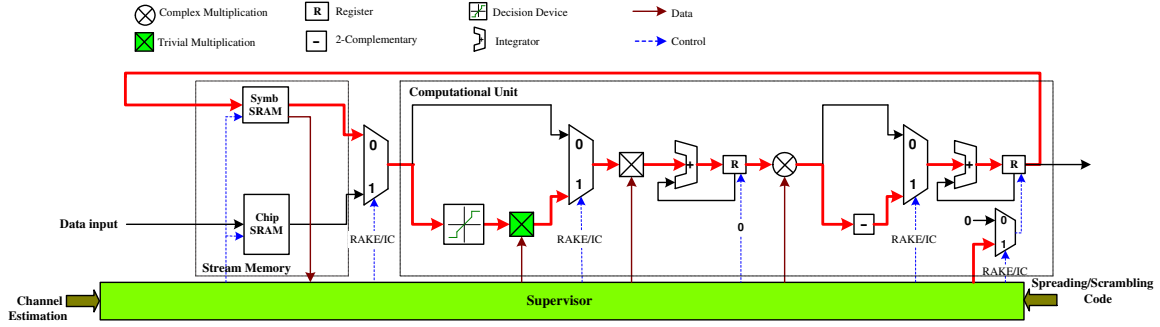 Complex Multiplication
R
Register
Decision Device
Data
Trivial Multiplication
-
2-Complementary
Integrator
Control
Symb
SRAM
Computational Unit
0
1
0
1
+
R
0
1
+
R
Data input
Chip
SRAM
-
0
0
1
RAKE/IC
RAKE/IC
0
RAKE/IC
RAKE/IC
Stream Memory
Channel
Estimation
Supervisor
Spreading/Scrambling
Code